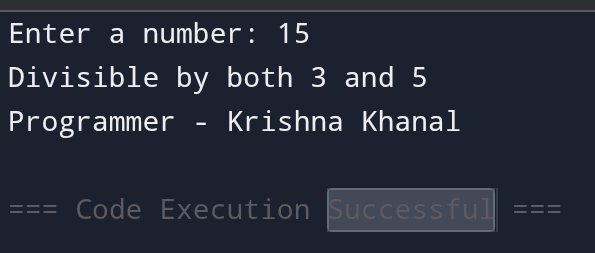 Enter a number: 15
Divisible by both 3 and 5
Programmer - Krishna Khanal
=== Code Execution Successful ===